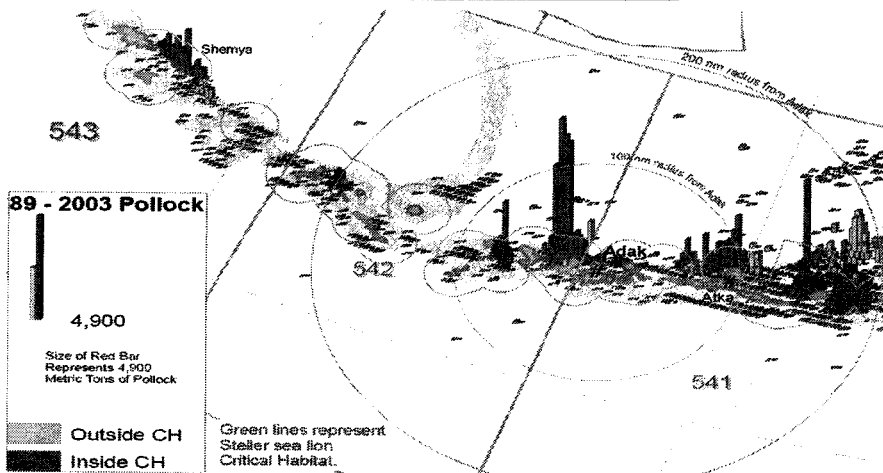 Shemya
200 nm radius from Adak
543
100 nm radius from Adak
89 - 2003 Pollock
542
Adak
Atka
4,900
Size of Red Bar
Represents 4,900
Metric Tons of Pollock
541
Outside CH
Inside CH
Green lines represent
Steller sea lion
Critical Habitat.